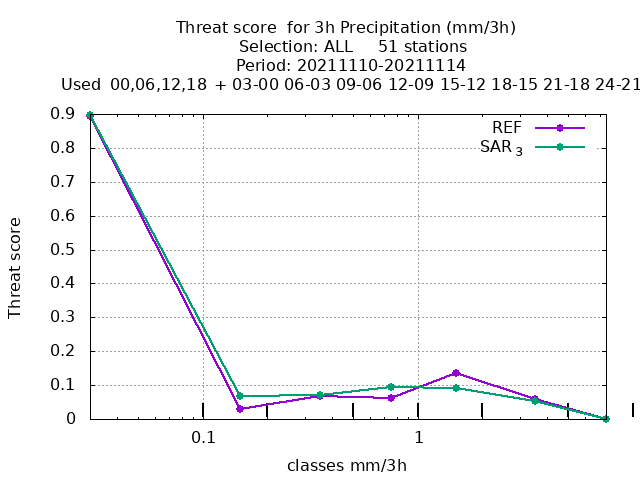 Threat score  for 3h Precipitation (mm/3h)
Selection: ALL     51 stations
Period: 20211110-20211114
Used  00,06,12,18  + 03-00 06-03 09-06 12-09 15-12 18-15 21-18 24-21
REF
SAR 3
0.9
0.8
0.7
0.6
0.5
0.4
0.3
0.2
0.1
0
Threat score
0.1 1
classes mm/3h